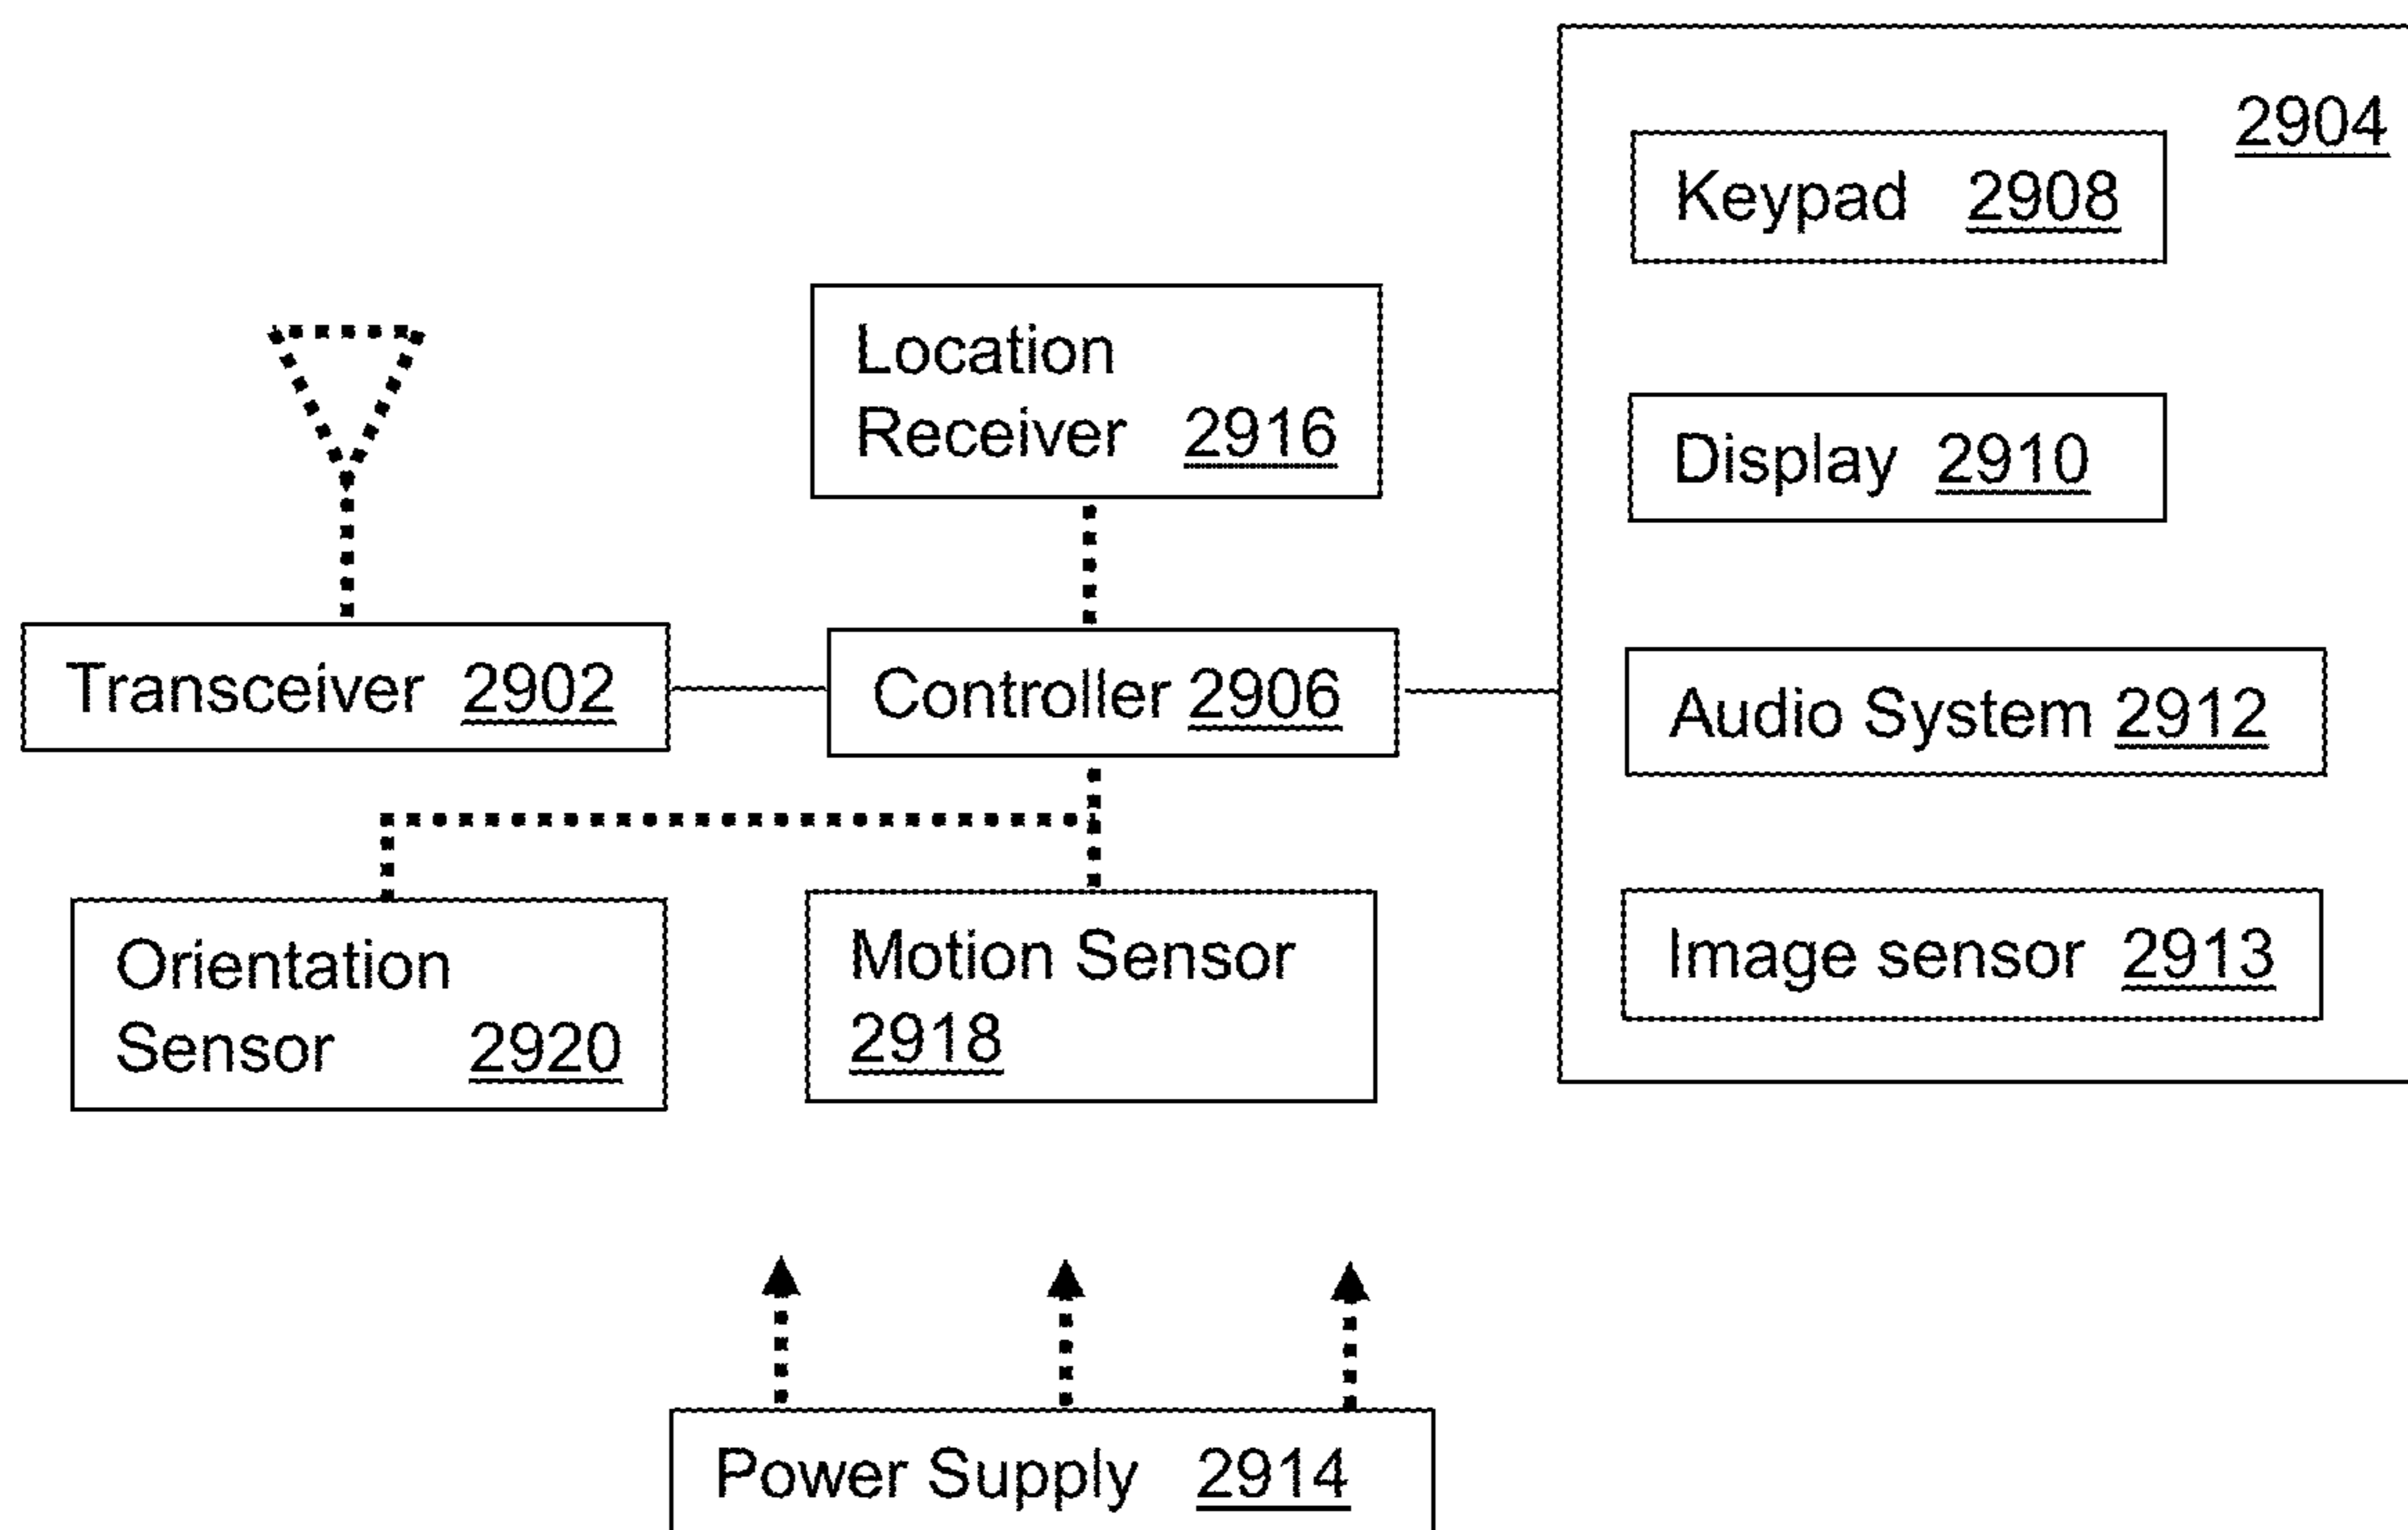 2904
Keypad 2908
Location
Receiver 2916
Display 2910
Transceiver 2902
Controller 2906
Audio System 2912
Orientation
Sensor 2920
Motion Sensor
2918
Image sensor 2913
Power Supply 2914